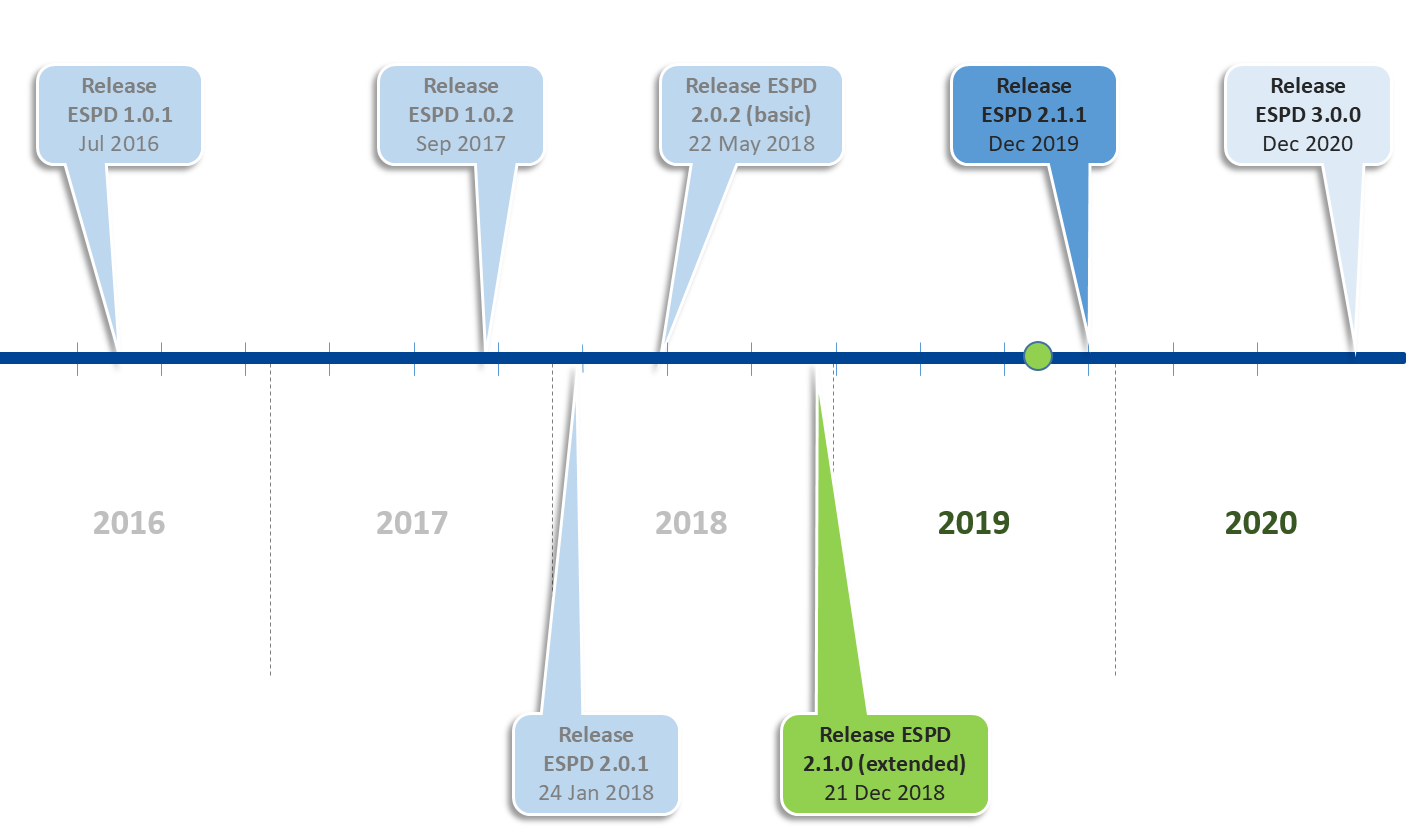 Release
ESPD 1.0.1
Jul 2016
Release
ESPD 1.0.2
Sep 2017
Release ESPD
2.0.2 (basic)
22 May 2018
Release
ESPD 2.1.1
Dec 2019
Release
ESPD 3.0.0
Dec 2020
2016
2017
2018
2019
2020
Release
ESPD 2.0.1
24 Jan 2018
Release ESPD
2.1.0 (extended)
21 Dec 2018